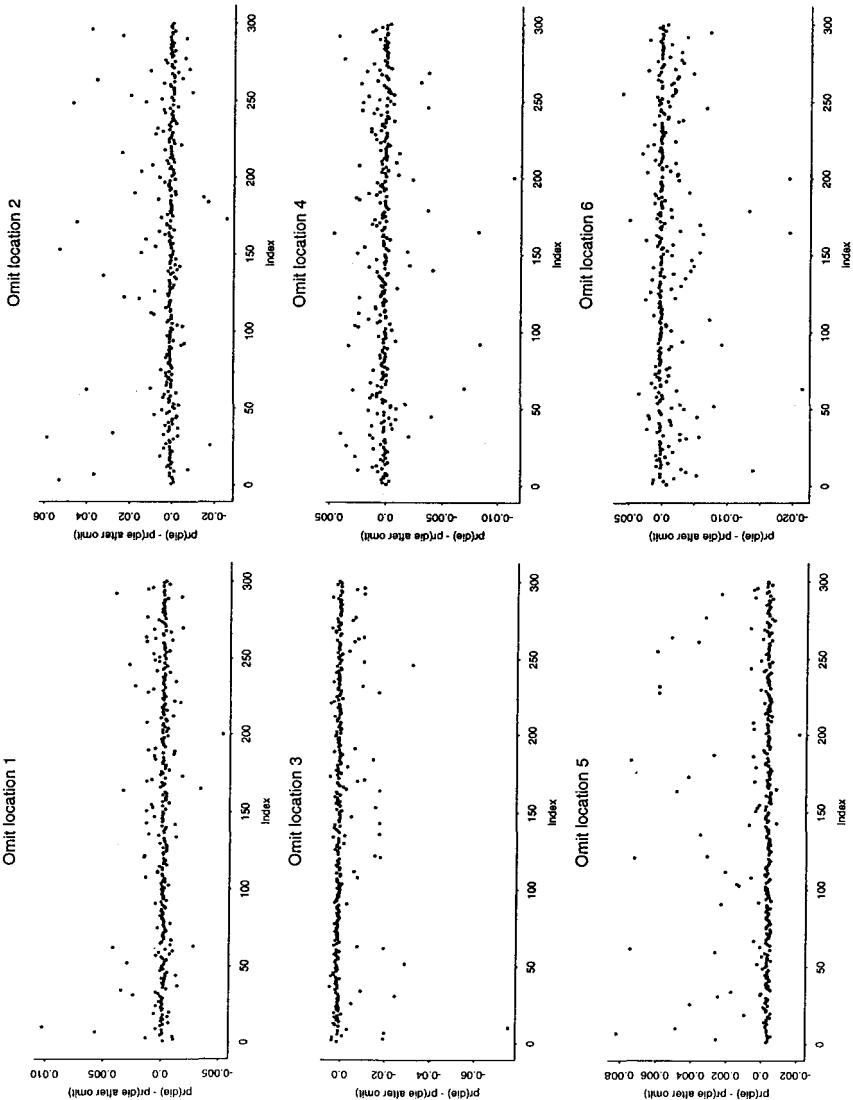 Omit location 1
pr(die) - pr(die after omit)
0.010
0.005
0.0
-0.005
0 50 100 150 200 250 300
Index
Omit location 2
pr(die) - pr(die after omit)
0.06
0.04
0.02
0.0
-0.02
0 50 100 150 200 250 300
Index
Omit location 3
pr(die) - pr(die after omit)
0.0
-0.02
-0.04
-0.06
0 50 100 150 200 250 300
Index
Omit location 4
pr(die) - pr(die after omit)
0.005
0.0
-0.005
-0.010
0 50 100 150 200 250 300
Index
Omit location 5
pr(die) - pr(die after omit)
0.008
0.006
0.004
0.002
0.0
-0.002
0 50 100 150 200 250 300
Index
Omit location 6
pr(die) - pr(die after omit)
0.005
0.0
-0.010
-0.020
0 50 100 150 200 250 300
Index